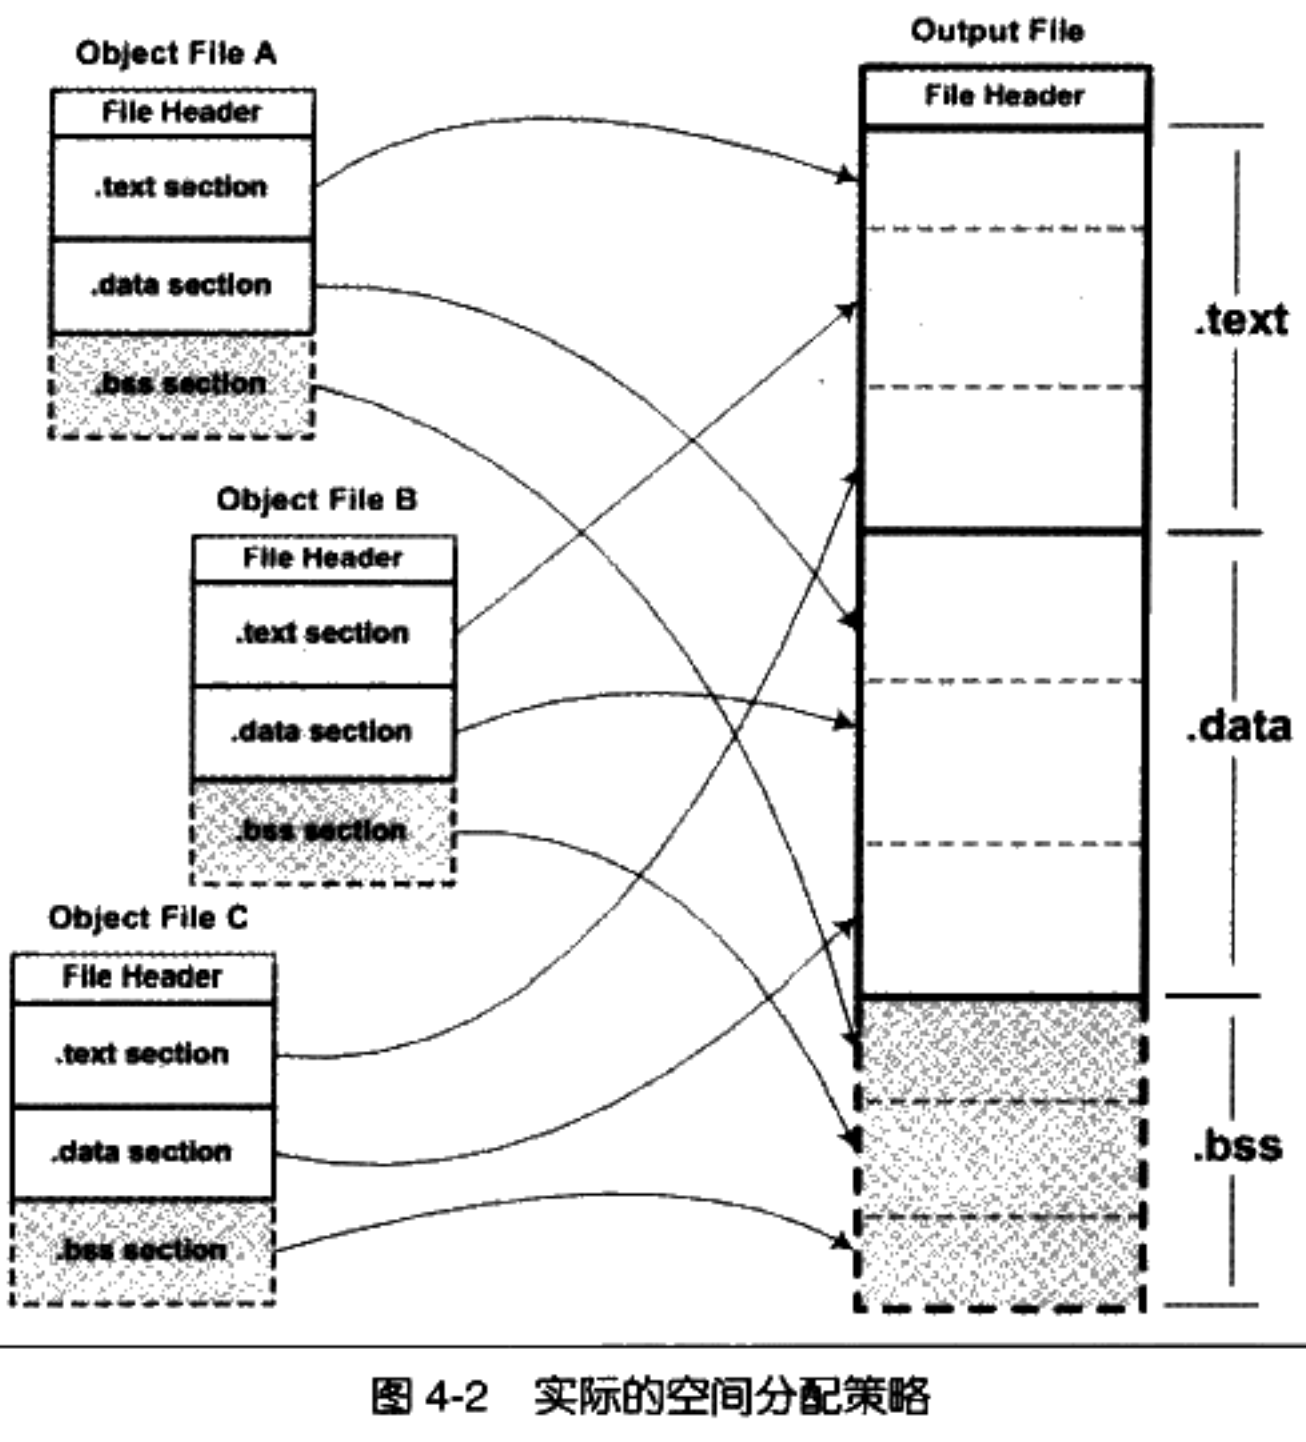 Object File A
File Header
.text section
.data section
.bss section
Object File B
File Header
.text section
.data section
.bss section
Object File C
File Header
.text section
.data section
.bss section
Output File
File Header
.text
.data
.bss
图 4-2 实际的空间分配策略